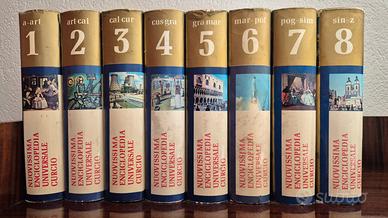 a-art
1
NUOVISSIMA
ENCICLOPEDIA
UNIVERSALE
CURCIO
art-cal
2
NUOVISSIMA
ENCICLOPEDIA
UNIVERSALE
CURCIO
cal-cur
3
NUOVISSIMA
ENCICLOPEDIA
UNIVERSALE
CURCIO
cus-gra
4
NUOVISSIMA
ENCICLOPEDIA
UNIVERSALE
CURCIO
gra-mar
5
NUOVISSIMA
ENCICLOPEDIA
UNIVERSALE
CURCIO
mar-pof
6
NUOVISSIMA
ENCICLOPEDIA
UNIVERSALE
CURCIO
pog-sim
7
NUOVISSIMA
ENCICLOPEDIA
UNIVERSALE
CURCIO
sin-z
8
NUOVISSIMA
ENCICLOPEDIA
UNIVERSALE
CURCIO
subito